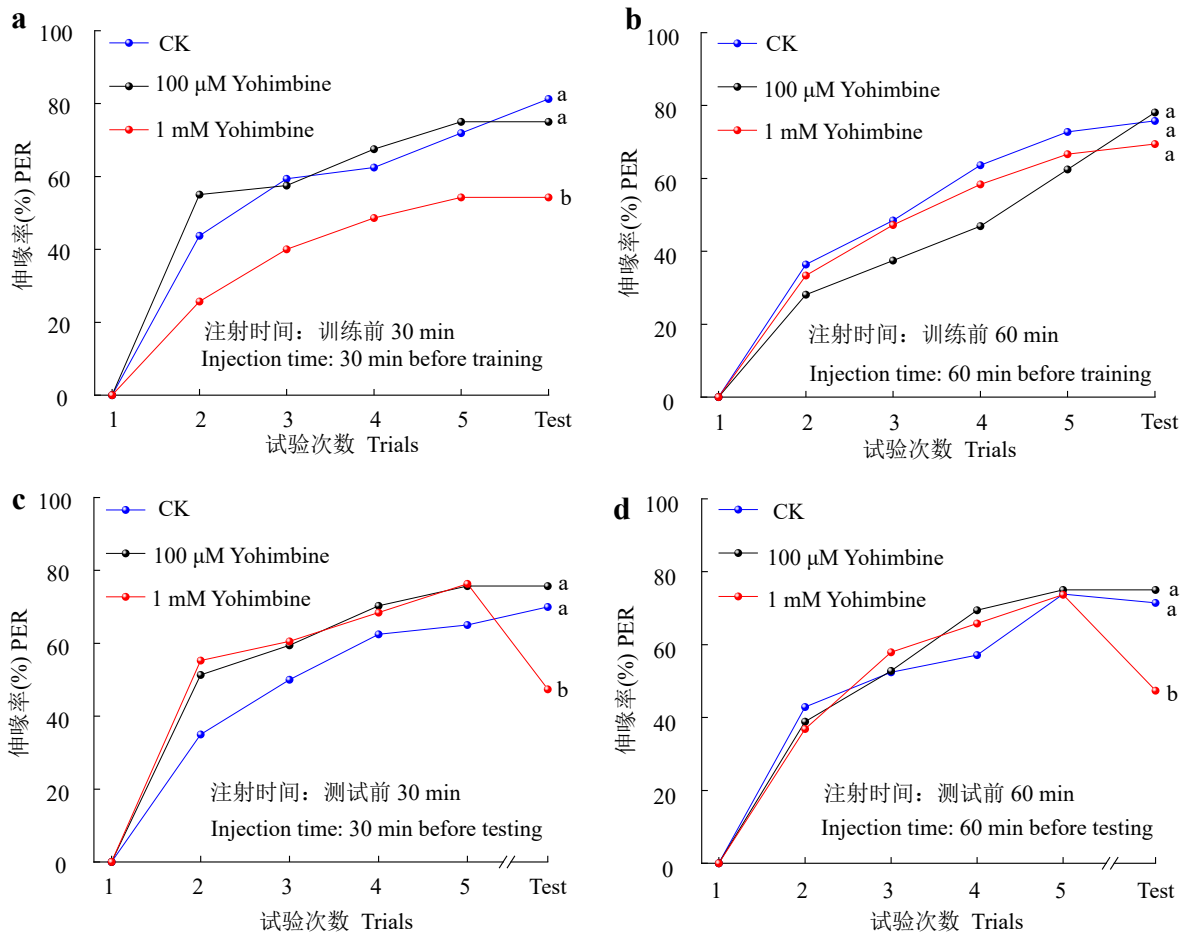 a
100
80
60
40
20
0
伸喙率(%) PER
CK
100 μM Yohimbine
1 mM Yohimbine
a
a
b
注射时间：训练前 30 min
Injection time: 30 min before training
1 2 3 4 5 Test
试验次数 Trials
b
100
80
60
40
20
0
伸喙率(%) PER
CK
100 μM Yohimbine
1 mM Yohimbine
a
a
a
注射时间：训练前 60 min
Injection time: 60 min before training
1 2 3 4 5 Test
试验次数 Trials
c
100
80
60
40
20
0
伸喙率(%) PER
CK
100 μM Yohimbine
1 mM Yohimbine
a
a
b
注射时间：测试前 30 min
Injection time: 30 min before testing
1 2 3 4 5 Test
试验次数 Trials
d
100
80
60
40
20
0
伸喙率(%) PER
CK
100 μM Yohimbine
1 mM Yohimbine
a
a
b
注射时间：测试前 60 min
Injection time: 60 min before testing
1 2 3 4 5 Test
试验次数 Trials